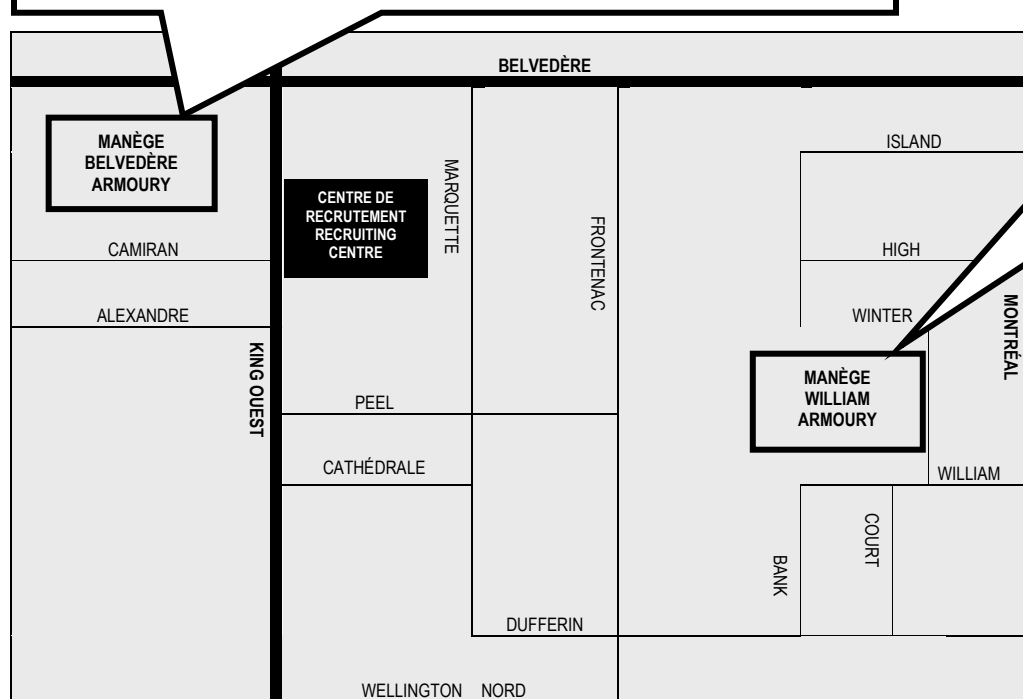 BELVEDÈRE
MANÈGE
BELVEDÈRE
ARMOURY
ISLAND
MARQUETTE
CENTRE DE
RECRUTEMENT
RECRUITING
CENTRE
FRONTENAC
CAMIRAN
HIGH
ALEXANDRE
WINTER
MONTRÉAL
KING OUEST
MANÈGE
WILLIAM
ARMOURY
PEEL
CATHÉDRALE
WILLIAM
COURT
BANK
DUFFERIN
WELLINGTON NORD